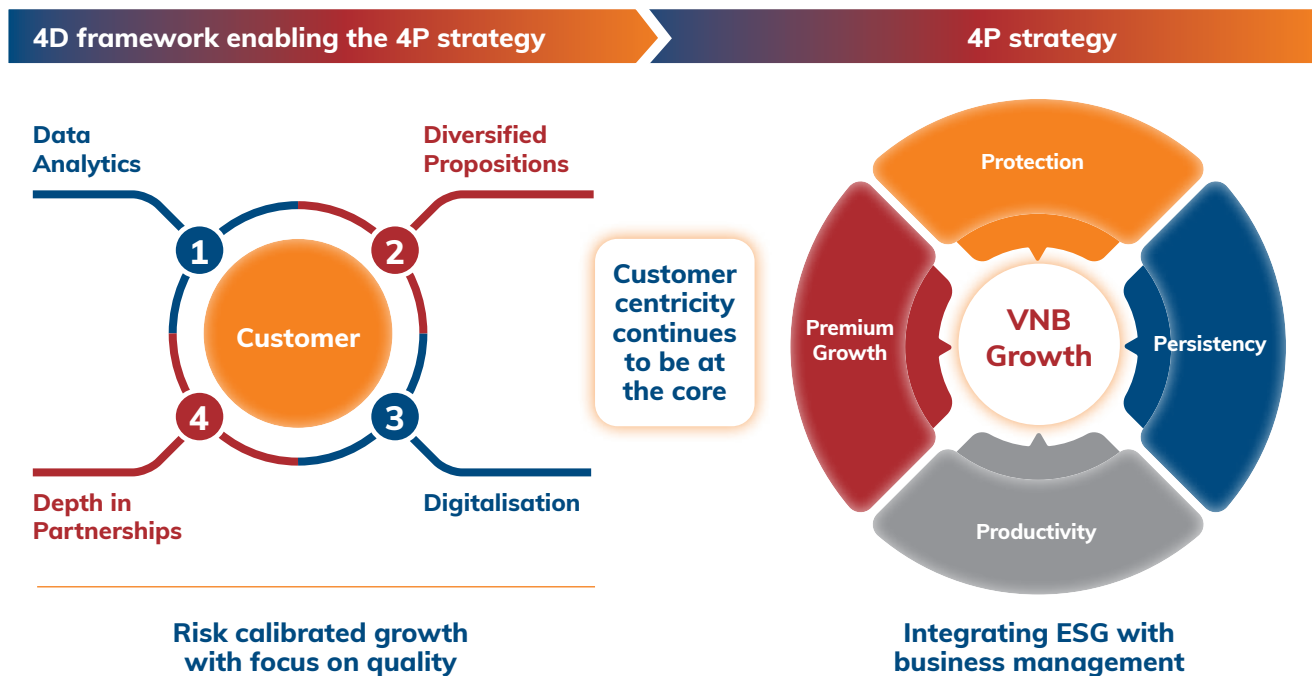 4D framework enabling the 4P strategy
4P strategy
Data
Analytics
Diversified
Propositions
1
2
Customer
4
3
Depth in
Partnerships
Digitalisation
Risk calibrated growth
with focus on quality
Customer
centricity
continues
to be at
the core
Protection
Premium
Growth
VNB
Growth
Persistency
Productivity
Integrating ESG with
business management